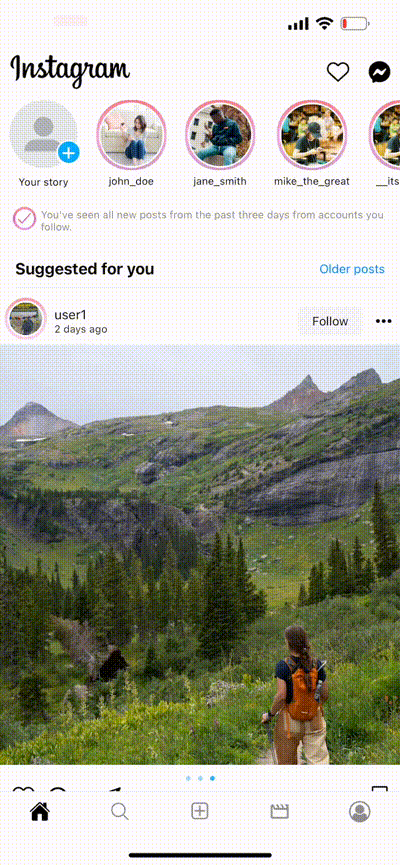 Instagram
Your story
john_doe
jane_smith
mike_the_great
__its
You've seen all new posts from the past three days from accounts you
follow.
Suggested for you
Older posts
user1
Follow
2 days ago